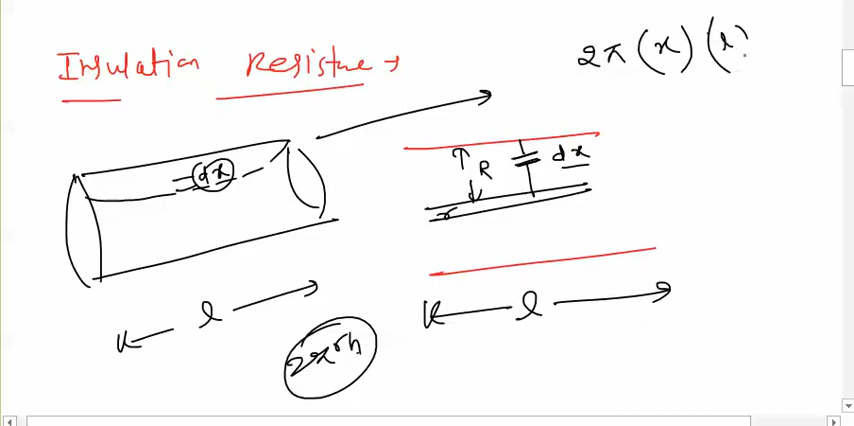 Insulation Resistance →
2π(x)(l)
dx
R
dx
r
l
l
2πrh